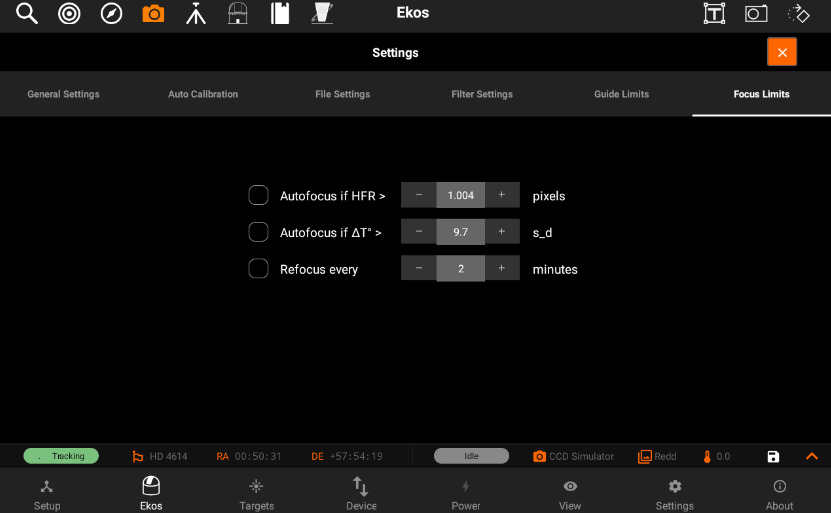 Ekos
Settings
General Settings Auto Calibration File Settings Filter Settings Guide Limits Focus Limits
Autofocus if HFR > − 1.004 + pixels
Autofocus if ΔT° > − 9.7 + s_d
Refocus every − 2 + minutes
. Tracking HD 4614 RA 00:50:31 DE +57:54:19 Idle CCD Simulator Redd 0.0
Setup Ekos Targets Device Power View Settings About